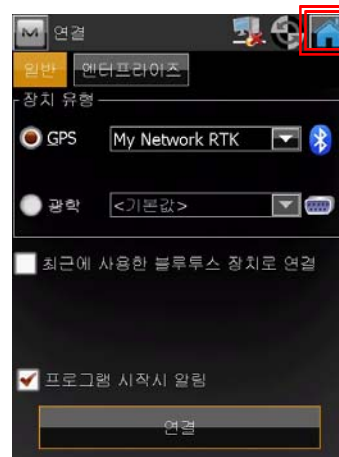 연결
일반 엔터프라이즈
장치 유형
GPS My Network RTK
광학 <기본값>
최근에 사용한 블루투스 장치로 연결
프로그램 시작시 알림
연결